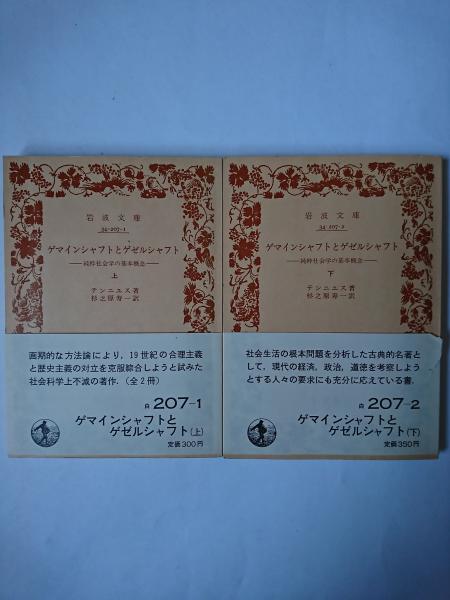 岩波文庫
34-207-1
ゲマインシャフトとゲゼルシャフト
——純粋社会学の基本概念——
上
テンニエス著
杉之原寿一訳
画期的な方法論により，19世紀の合理主義
と歴史主義の対立を克服綜合しようと試みた
社会科学上不滅の著作．（全2冊）
白 207-1
ゲマインシャフトと
ゲゼルシャフト(上)
定価300円
岩波文庫
34-207-2
ゲマインシャフトとゲゼルシャフト
——純粋社会学の基本概念——
下
テンニエス著
杉之原寿一訳
社会生活の根本問題を分析した古典的名著と
して，現代の経済，政治，道徳を考察しよう
とする人々の要求にも充分に応えている書．
白 207-2
ゲマインシャフトと
ゲゼルシャフト(下)
定価350円